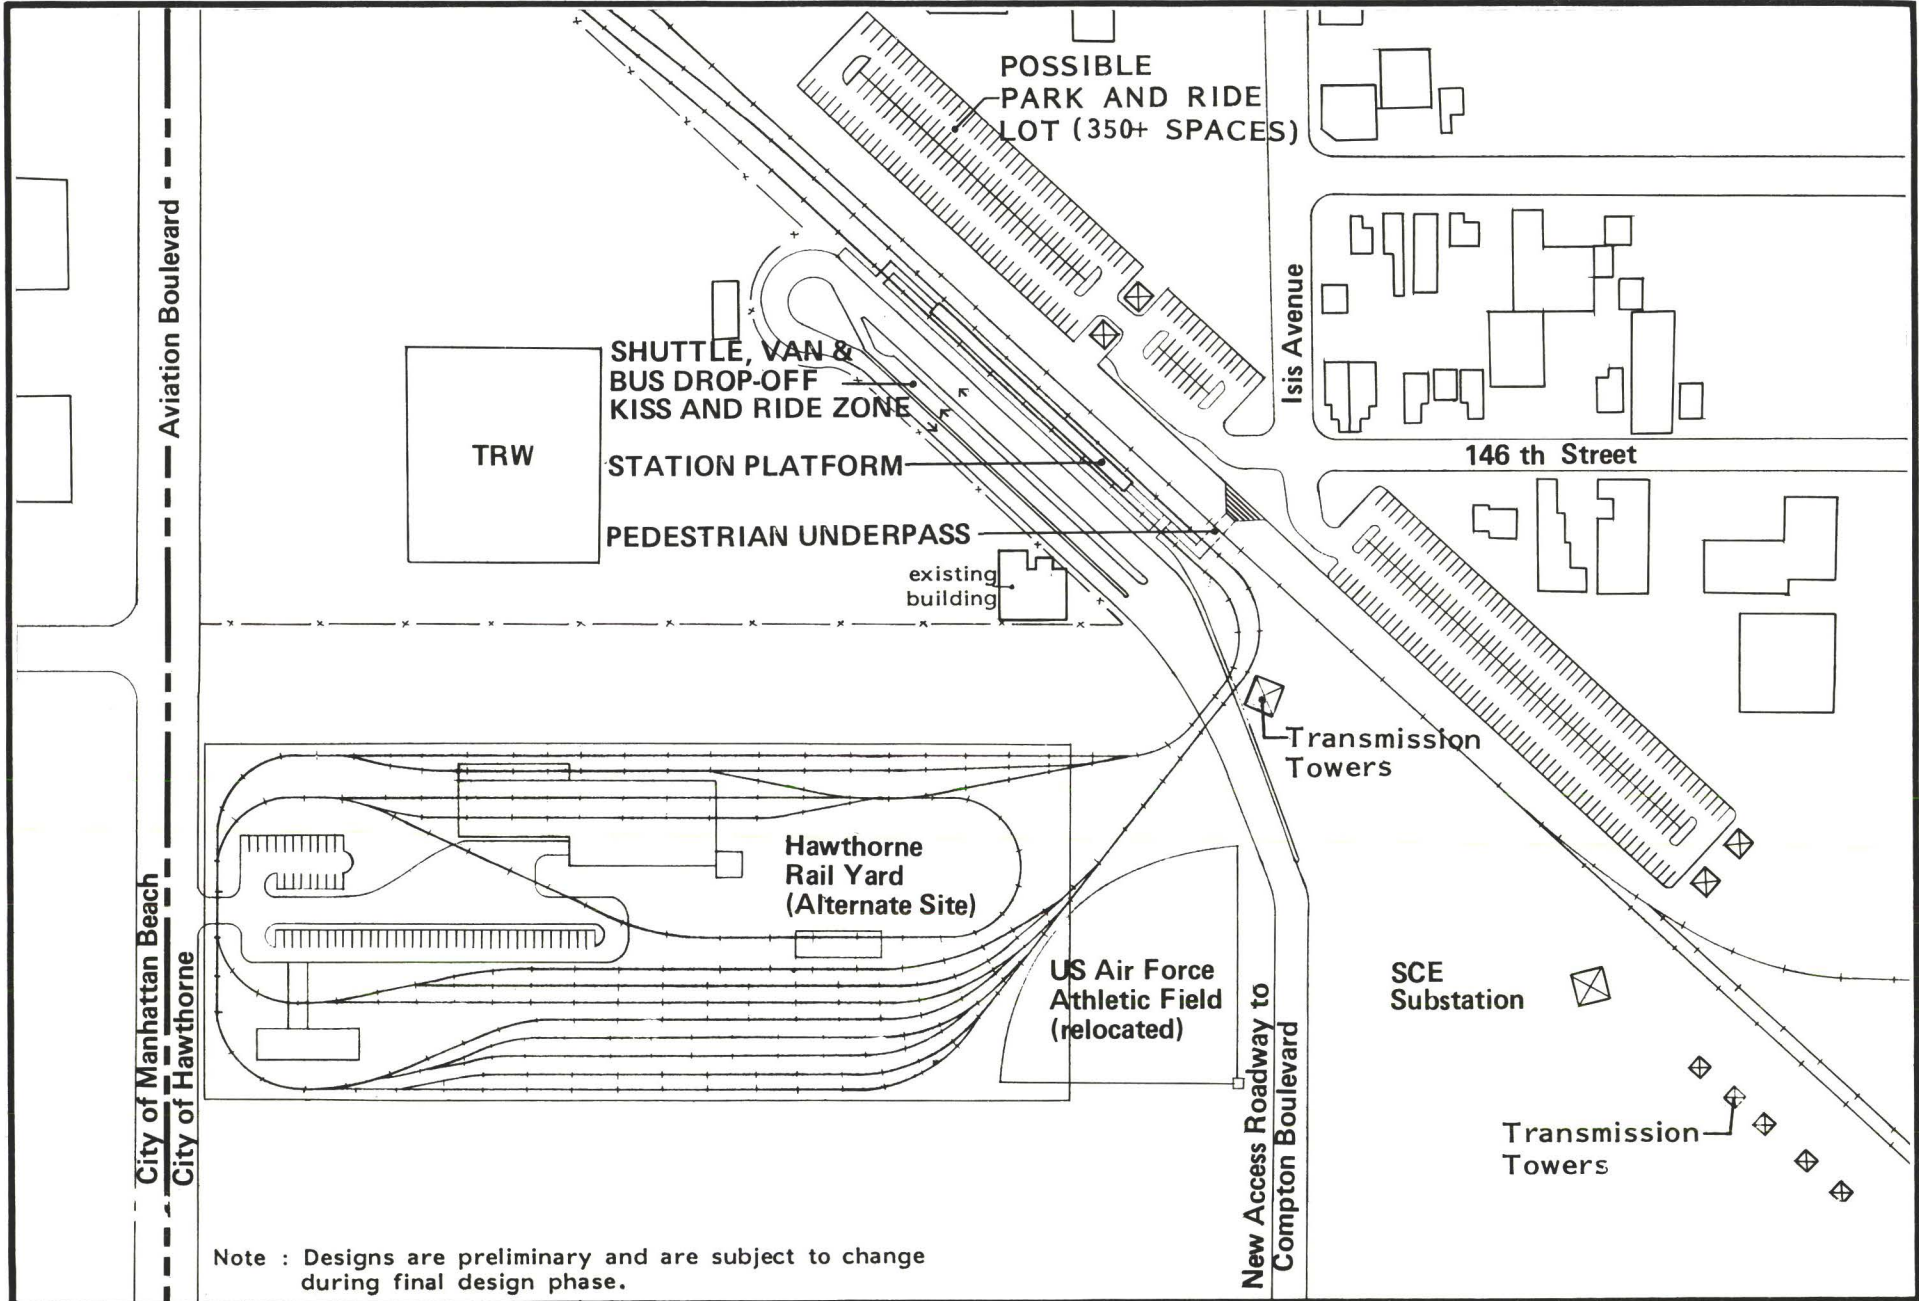 POSSIBLE
PARK AND RIDE
LOT (350+ SPACES)
Aviation Boulevard
Isis Avenue
SHUTTLE, VAN &
BUS DROP-OFF
KISS AND RIDE ZONE
TRW
STATION PLATFORM
146 th Street
PEDESTRIAN UNDERPASS
existing
building
Transmission
Towers
Hawthorne
Rail Yard
(Alternate Site)
City of Manhattan Beach
City of Hawthorne
US Air Force
Athletic Field
(relocated)
SCE
Substation
New Access Roadway to
Compton Boulevard
Transmission
Towers
Note : Designs are preliminary and are subject to change
during final design phase.